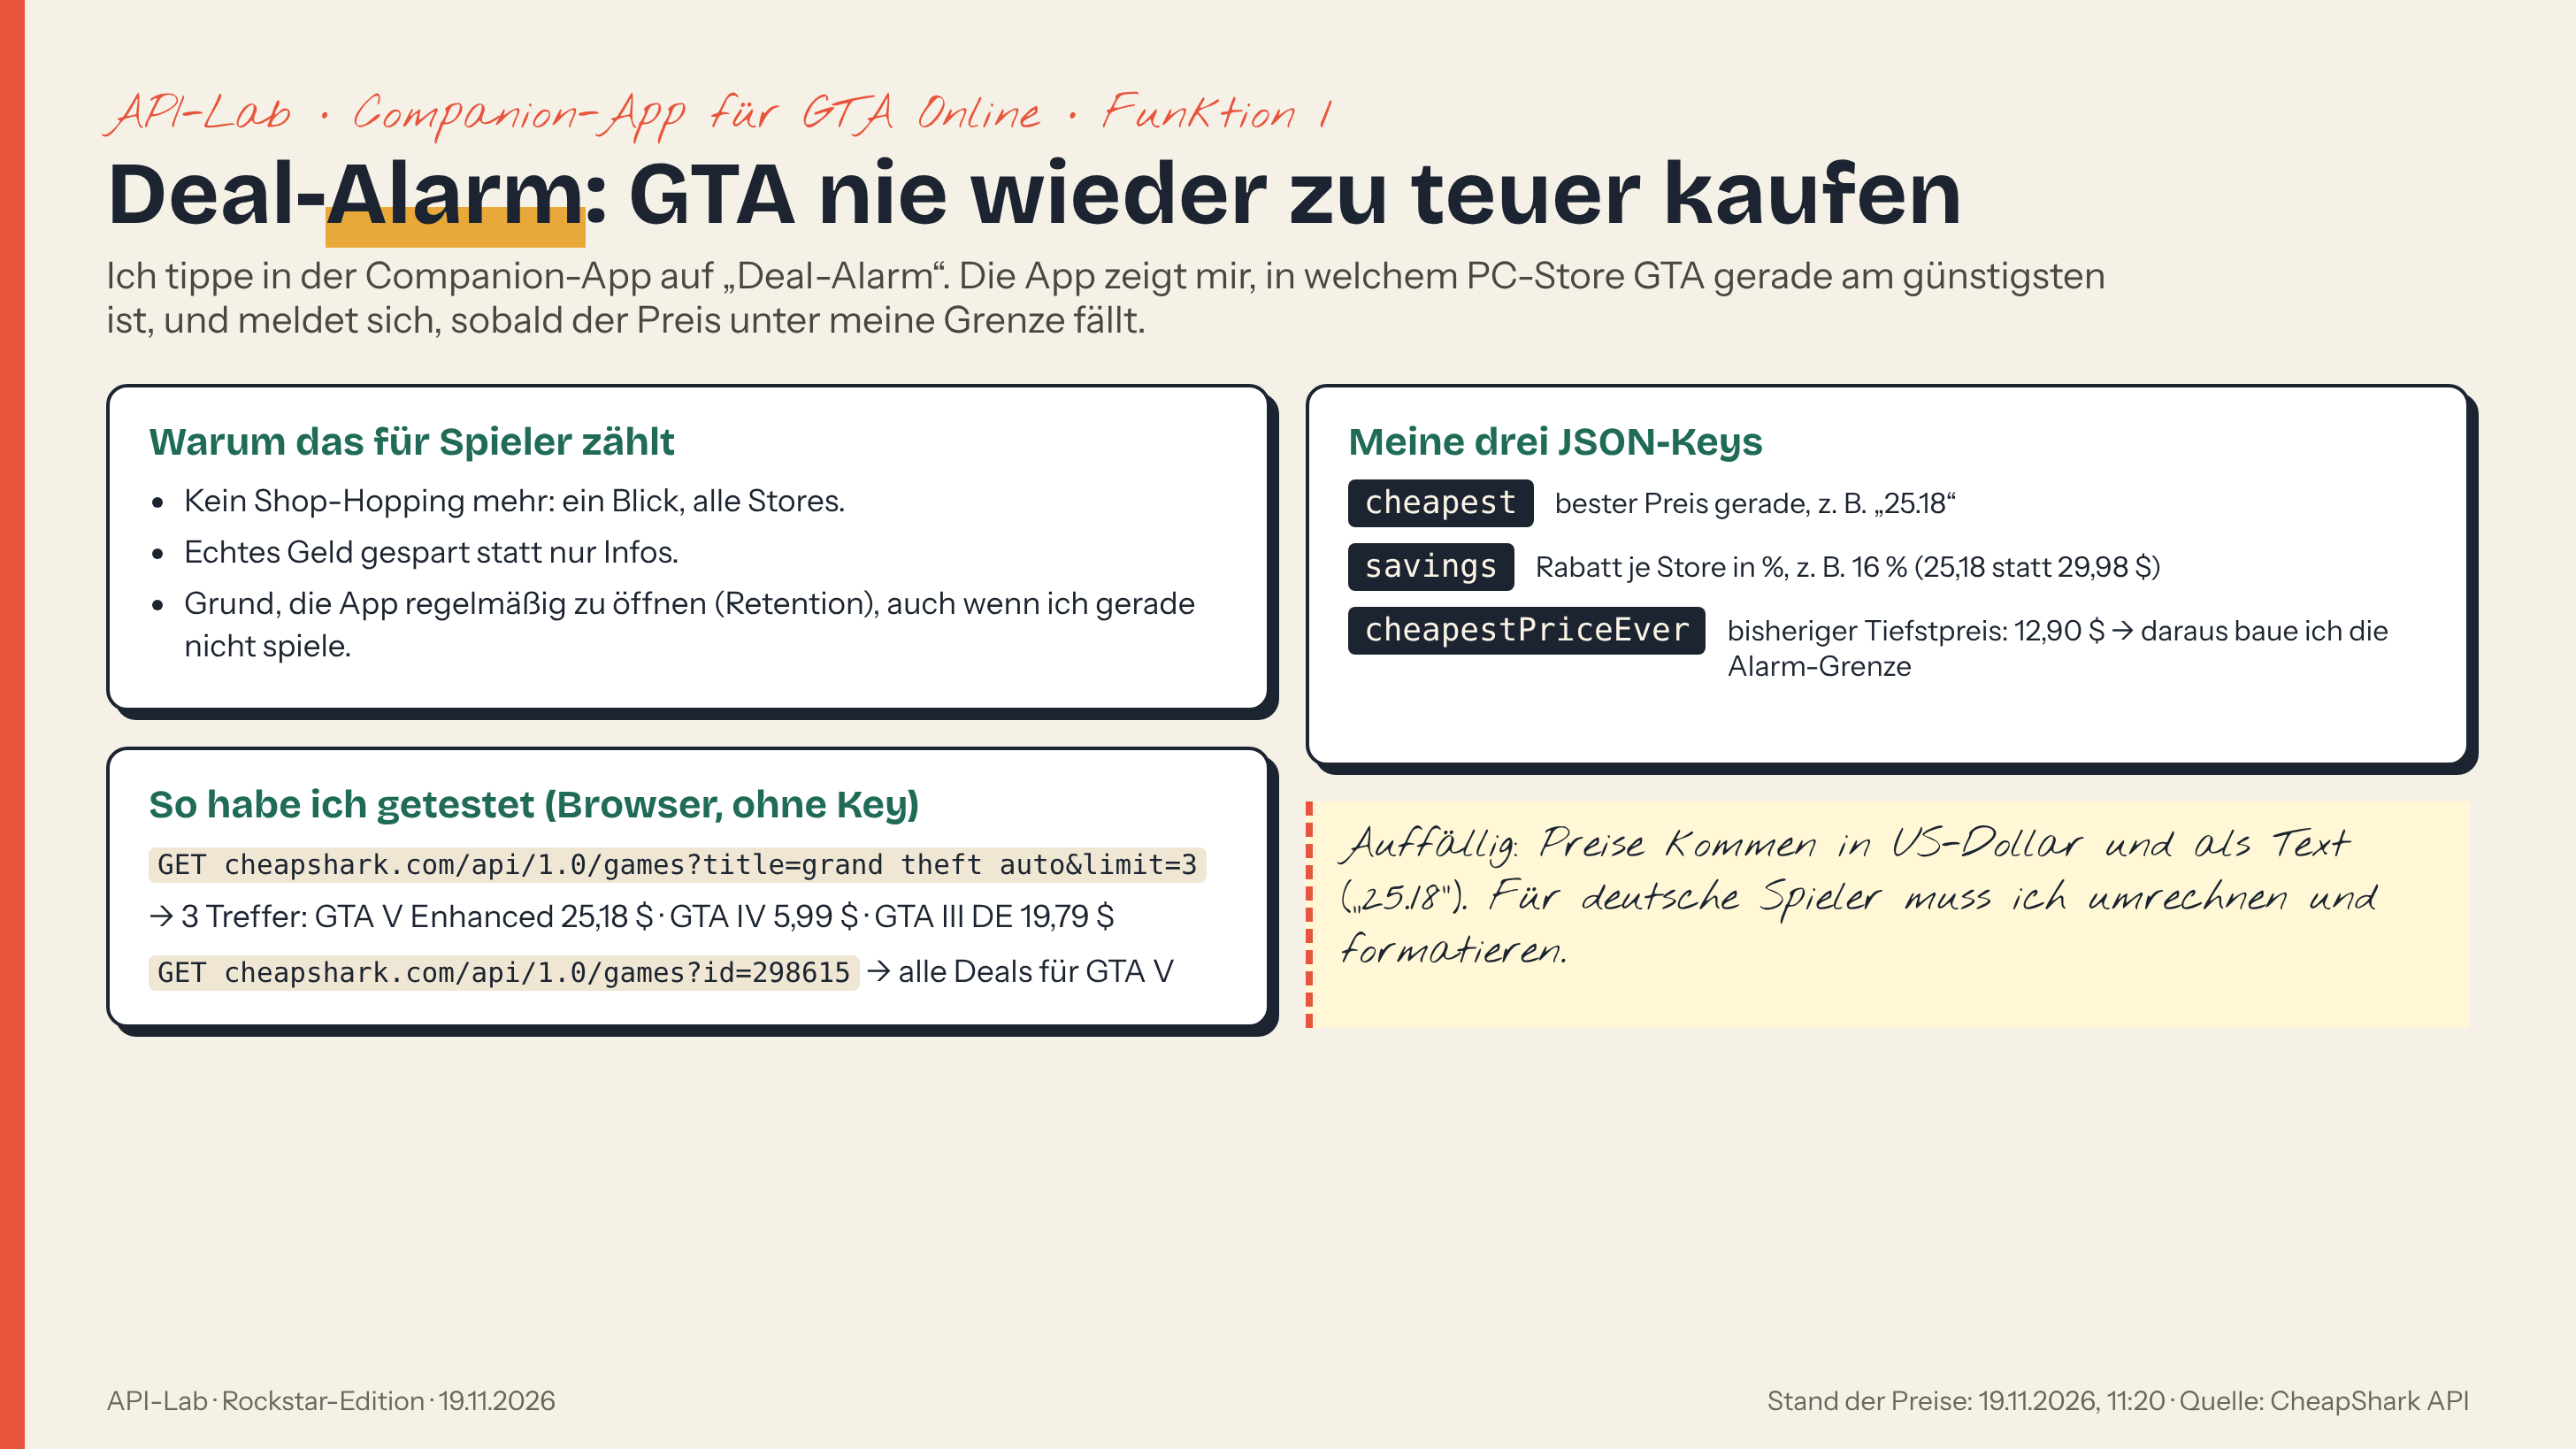 API-Lab · Companion-App für GTA Online · Funktion 1
Deal-Alarm: GTA nie wieder zu teuer kaufen
Ich tippe in der Companion-App auf „Deal-Alarm“. Die App zeigt mir, in welchem PC-Store GTA gerade am günstigsten
ist, und meldet sich, sobald der Preis unter meine Grenze fällt.
Warum das für Spieler zählt
• Kein Shop-Hopping mehr: ein Blick, alle Stores.
• Echtes Geld gespart statt nur Infos.
• Grund, die App regelmäßig zu öffnen (Retention), auch wenn ich gerade
nicht spiele.
So habe ich getestet (Browser, ohne Key)
GET cheapshark.com/api/1.0/games?title=grand theft auto&limit=3
→ 3 Treffer: GTA V Enhanced 25,18 $ · GTA IV 5,99 $ · GTA III DE 19,79 $
GET cheapshark.com/api/1.0/games?id=298615 → alle Deals für GTA V
Meine drei JSON-Keys
cheapest bester Preis gerade, z. B. „25.18“
savings Rabatt je Store in %, z. B. 16 % (25,18 statt 29,98 $)
cheapestPriceEver bisheriger Tiefstpreis: 12,90 $ → daraus baue ich die
Alarm-Grenze
Auffällig: Preise kommen in US-Dollar und als Text
(„25.18“). Für deutsche Spieler muss ich umrechnen und
formatieren.
API-Lab · Rockstar-Edition · 19.11.2026
Stand der Preise: 19.11.2026, 11:20 · Quelle: CheapShark API